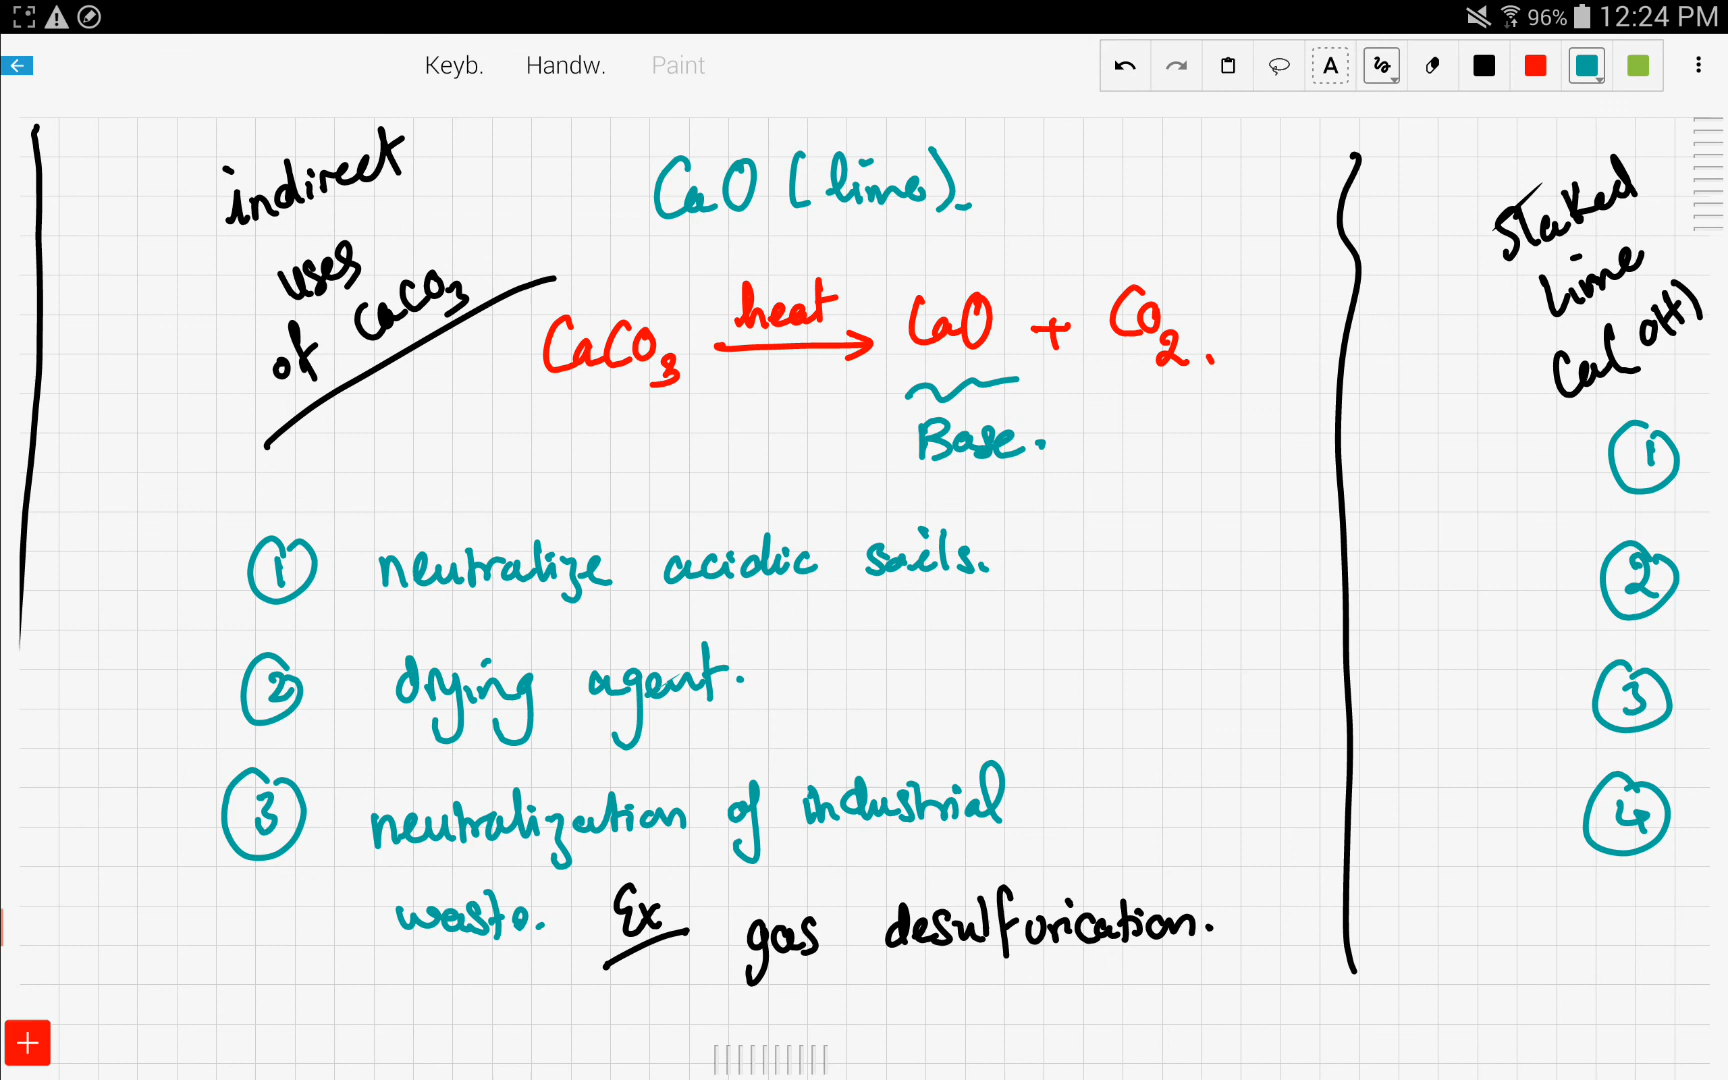 96% 12:24 PM
Keyb. Handw. Paint
A
indirect
uses
of CaCO3
CaO (lime).
CaCO3 heat CaO + CO2.
Base.
1 neutralize acidic soils.
2 drying agent.
3 neutralization of industrial
waste. Ex gas desulfurication.
Slaked
Lime
Ca(OH)
1
2
3
4